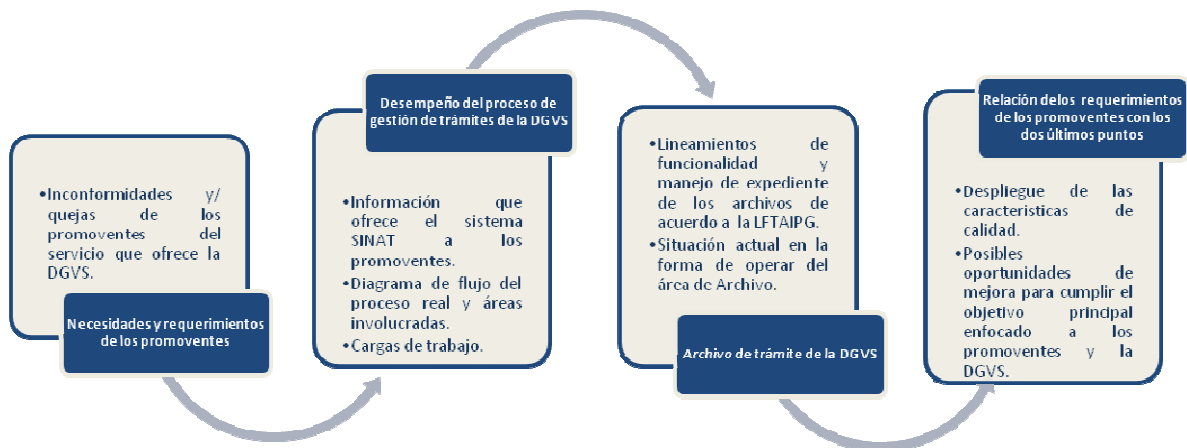 •Inconformidades y/
quejas de los
promoventes del
servicio que ofrece la
DGVS.
Necesidades y requerimientos
de los promoventes
Desempeño del proceso de
gestión de trámites de la DGVS
•Información que
ofrece el sistema
SINAT a los
promoventes.
•Diagrama de flujo del
proceso real y áreas
involucradas.
•Cargas de trabajo.
•Lineamientos de
funcionalidad y
manejo de expediente
de los archivos de
acuerdo a la LFTAIPG.
•Situación actual en la
forma de operar del
área de Archivo.
Archivo de trámite de la DGVS
Relación delos requerimientos
de los promoventes con los
dos últimos puntos
•Despliegue de las
características de
calidad.
•Posibles
oportunidades de
mejora para cumplir el
objetivo principal
enfocado a los
promoventes y la
DGVS.